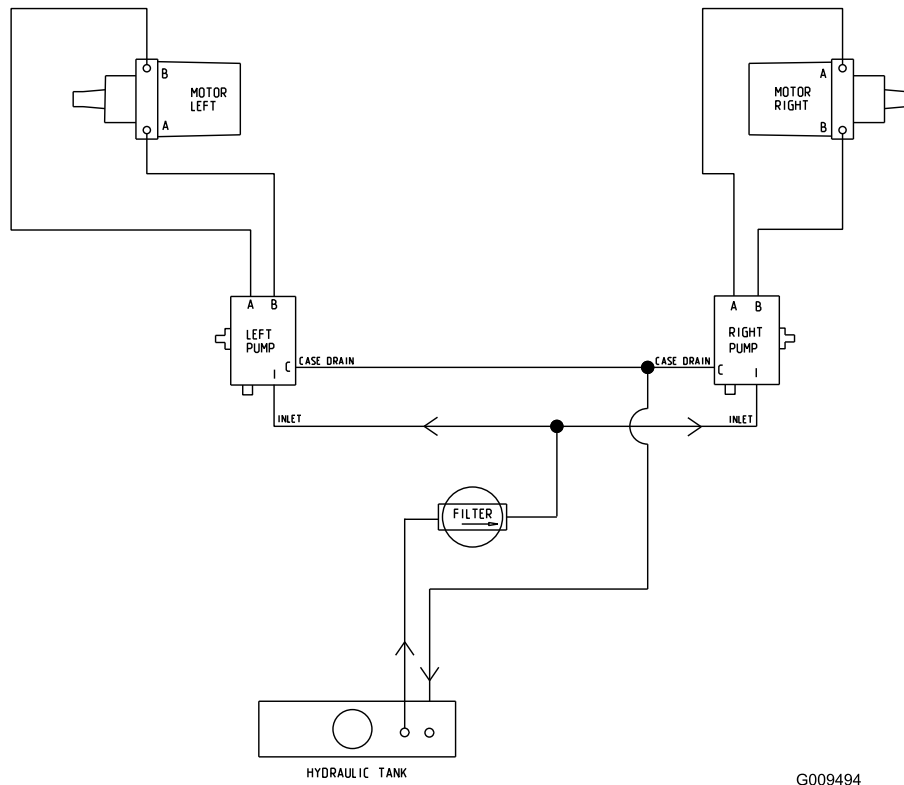 B
MOTOR
LEFT
A
A
MOTOR
RIGHT
B
A B
LEFT
PUMP
C
I
CASE DRAIN
INLET
A B
RIGHT
PUMP
C
I
CASE DRAIN
INLET
FILTER
HYDRAULIC TANK
G009494